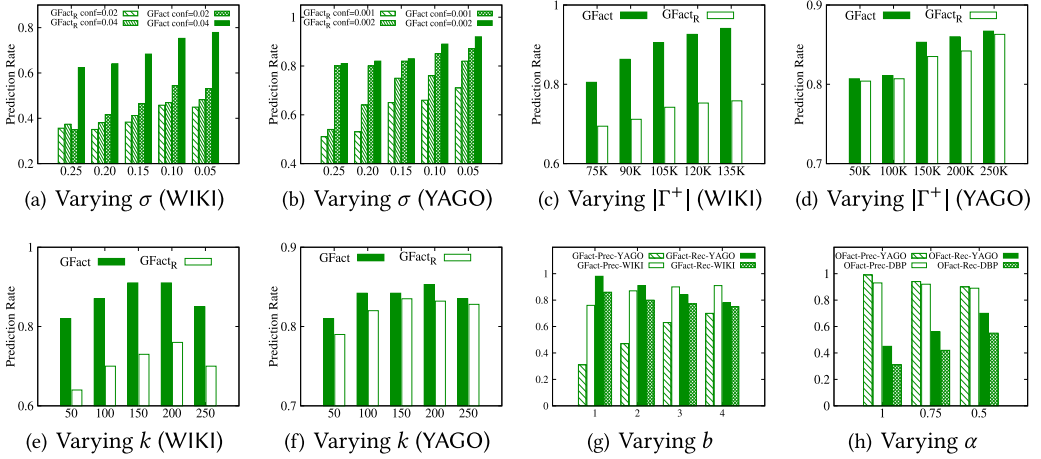 GFact_R conf=0.02 GFact conf=0.02
GFact_R conf=0.04 GFact conf=0.04
Prediction Rate
0.8
0.6
0.4
0.2
0.25 0.20 0.15 0.10 0.05
(a) Varying σ (WIKI)
GFact_R conf=0.001 GFact conf=0.001
GFact_R conf=0.002 GFact conf=0.002
Prediction Rate
1
0.8
0.6
0.4
0.25 0.20 0.15 0.10 0.05
(b) Varying σ (YAGO)
GFact GFact_R
Prediction Rate
1
0.8
0.6
75K 90K 105K 120K 135K
(c) Varying |Γ⁺| (WIKI)
GFact GFact_R
Prediction Rate
0.9
0.8
0.7
50K 100K 150K 200K 250K
(d) Varying |Γ⁺| (YAGO)
GFact GFact_R
Prediction Rate
1
0.8
0.6
50 100 150 200 250
(e) Varying k (WIKI)
GFact GFact_R
Prediction Rate
0.9
0.8
0.7
50 100 150 200 250
(f) Varying k (YAGO)
GFact-Prec-YAGO GFact-Rec-YAGO
GFact-Prec-WIKI GFact-Rec-WIKI
1
0.8
0.6
0.4
0.2
0
1 2 3 4
(g) Varying b
OFact-Prec-YAGO OFact-Rec-YAGO
OFact-Prec-DBP OFact-Rec-DBP
1
0.8
0.6
0.4
0.2
0
1 0.75 0.5
(h) Varying α